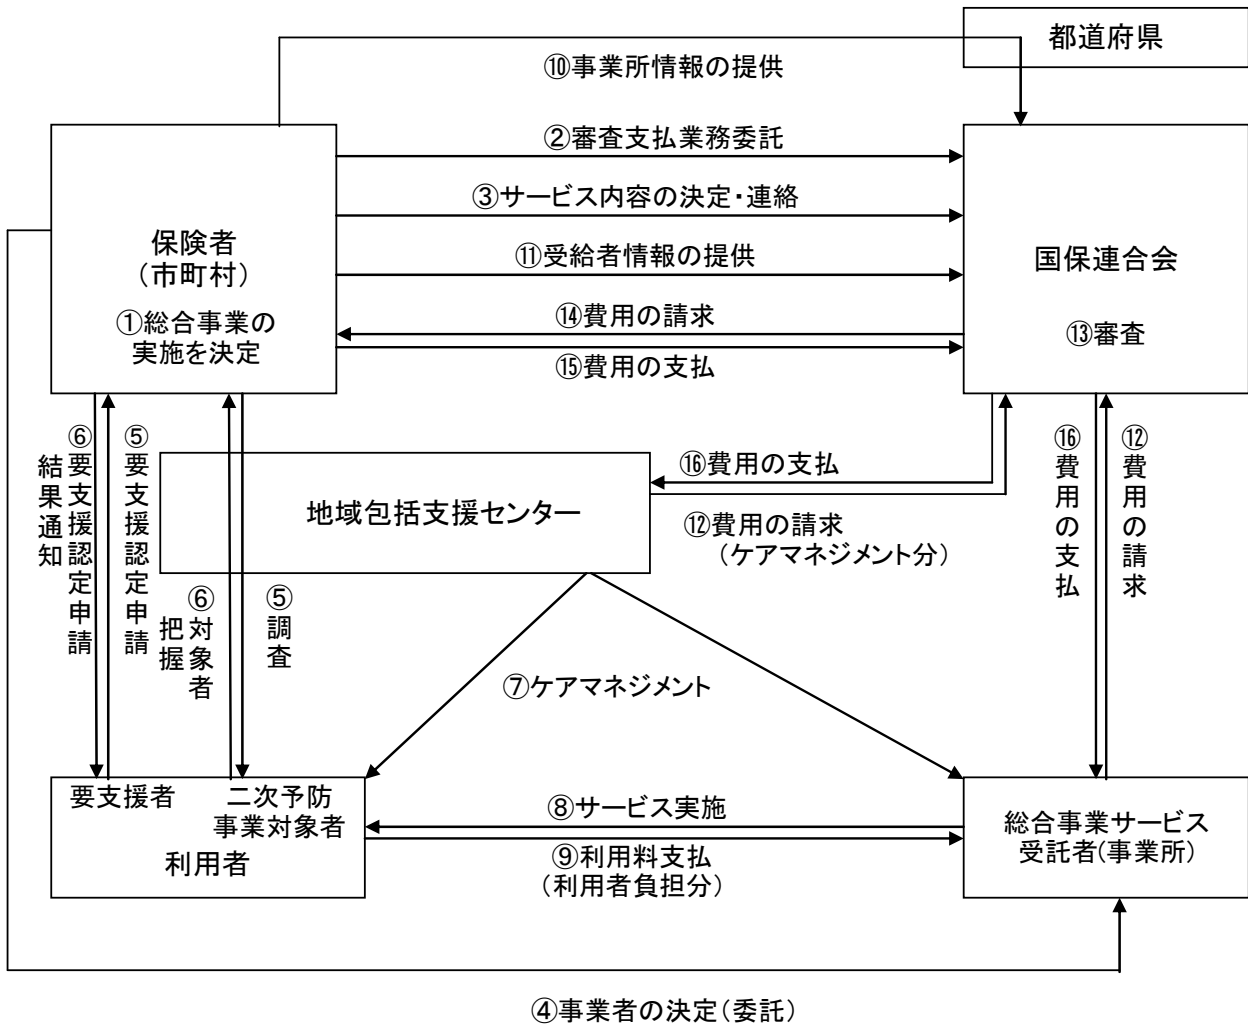 都道府県
⑩事業所情報の提供
②審査支払業務委託
③サービス内容の決定・連絡
保険者
（市町村）
⑪受給者情報の提供
国保連合会
①総合事業の
実施を決定
⑭費用の請求
⑬審査
⑮費用の支払
⑥要支援認定申請
結果通知
⑤要支援認定申請
⑥対象者
把握
⑤調査
地域包括支援センター
⑯費用の支払
⑫費用の請求
（ケアマネジメント分）
⑯費用の支払
⑫費用の請求
⑦ケアマネジメント
要支援者
二次予防
事業対象者
利用者
⑧サービス実施
⑨利用料支払
（利用者負担分）
総合事業サービス
受託者（事業所）
④事業者の決定（委託）